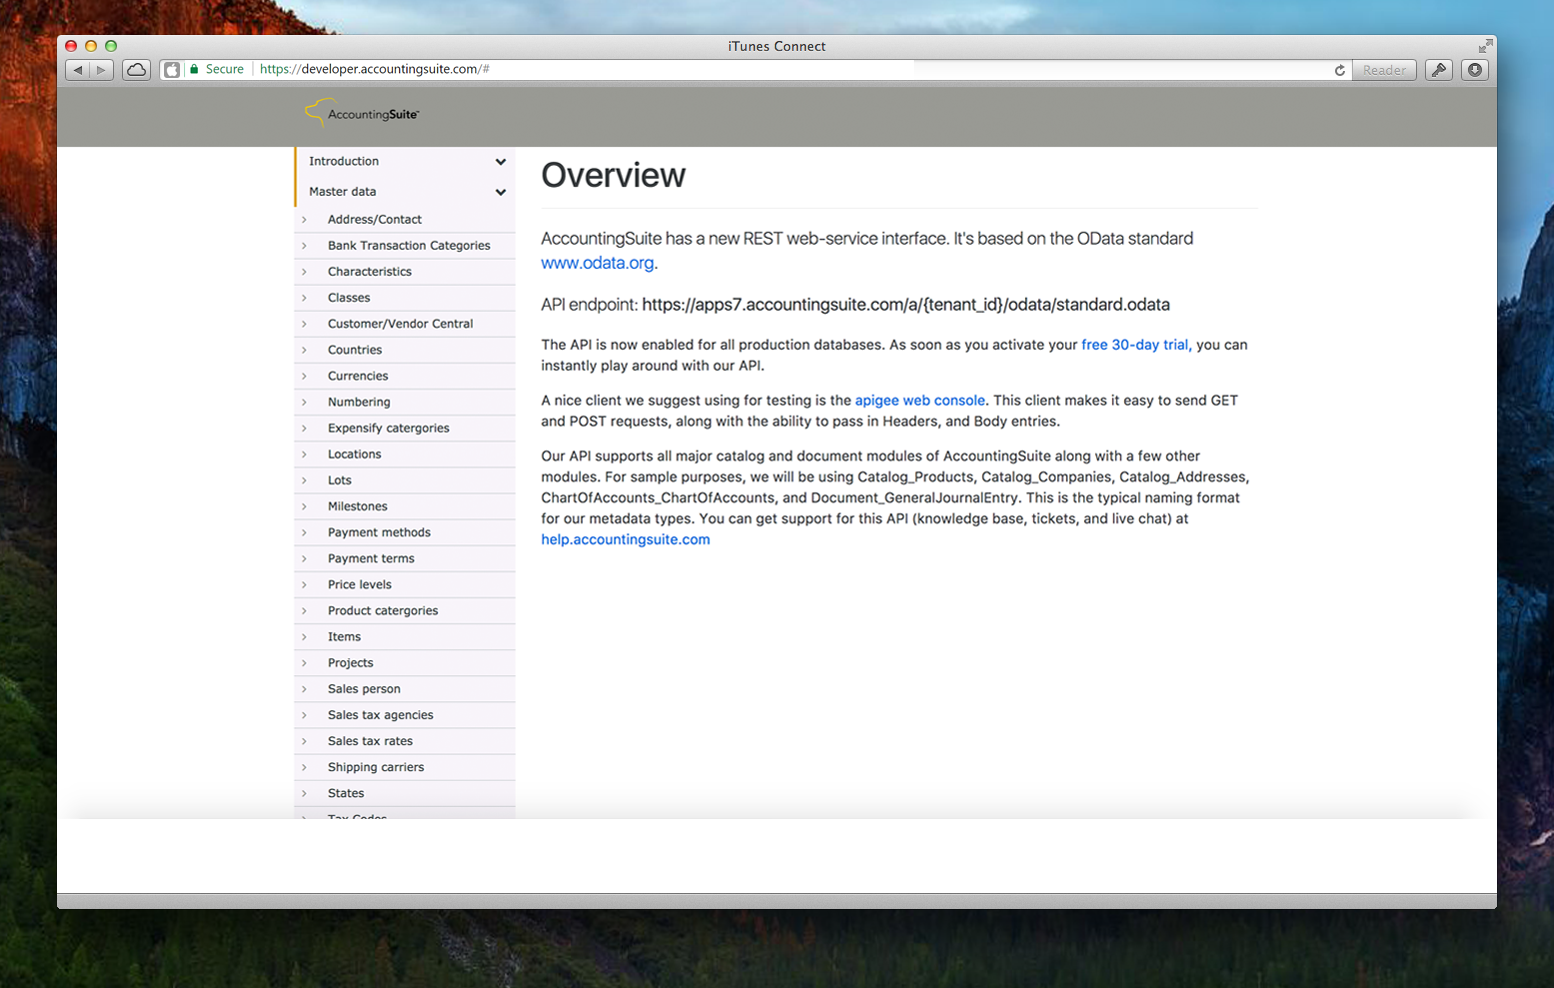 iTunes Connect
Secure https://developer.accountingsuite.com/#
Reader
AccountingSuite™
Introduction
Master data
Address/Contact
Bank Transaction Categories
Characteristics
Classes
Customer/Vendor Central
Countries
Currencies
Numbering
Expensify catergories
Locations
Lots
Milestones
Payment methods
Payment terms
Price levels
Product catergories
Items
Projects
Sales person
Sales tax agencies
Sales tax rates
Shipping carriers
States
Tax Codes
Overview
AccountingSuite has a new REST web-service interface. It's based on the OData standard
www.odata.org.
API endpoint: https://apps7.accountingsuite.com/a/{tenant_id}/odata/standard.odata
The API is now enabled for all production databases. As soon as you activate your free 30-day trial, you can
instantly play around with our API.
A nice client we suggest using for testing is the apigee web console. This client makes it easy to send GET
and POST requests, along with the ability to pass in Headers, and Body entries.
Our API supports all major catalog and document modules of AccountingSuite along with a few other
modules. For sample purposes, we will be using Catalog_Products, Catalog_Companies, Catalog_Addresses,
ChartOfAccounts_ChartOfAccounts, and Document_GeneralJournalEntry. This is the typical naming format
for our metadata types. You can get support for this API (knowledge base, tickets, and live chat) at
help.accountingsuite.com